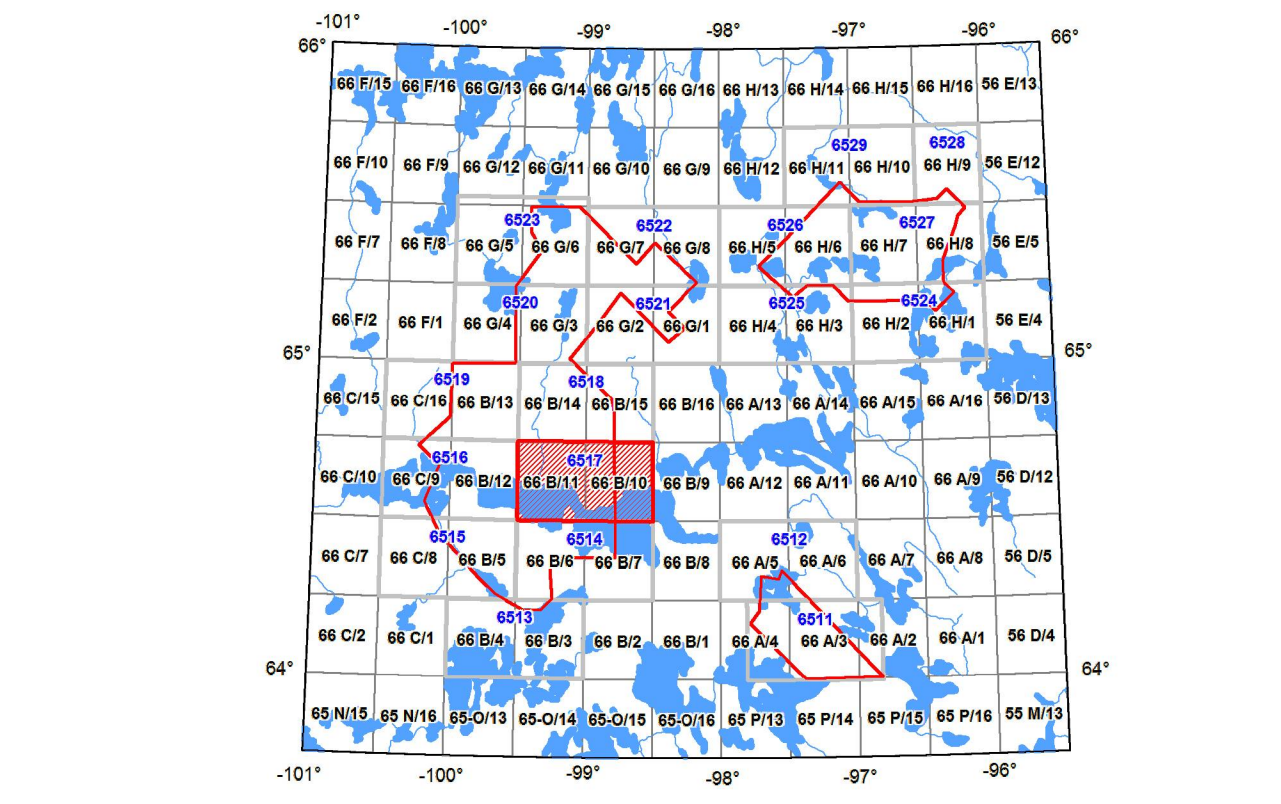 -101° -100° -99° -98° -97° -96°
66° 66°
66 F/15 66 F/16 66 G/13 66 G/14 66 G/15 66 G/16 66 H/13 66 H/14 66 H/15 66 H/16 56 E/13
6529 6528
66 F/10 66 F/9 66 G/12 66 G/11 66 G/10 66 G/9 66 H/12 66 H/11 66 H/10 66 H/9 56 E/12
6523 6522 6526 6527
66 F/7 66 F/8 66 G/5 66 G/6 66 G/7 66 G/8 66 H/5 66 H/6 66 H/7 66 H/8 56 E/5
6520 6521 6525 6524
66 F/2 66 F/1 66 G/4 66 G/3 66 G/2 66 G/1 66 H/4 66 H/3 66 H/2 66 H/1 56 E/4
65° 65°
6519 6518
66 C/15 66 C/16 66 B/13 66 B/14 66 B/15 66 B/16 66 A/13 66 A/14 66 A/15 66 A/16 56 D/13
6516 6517
66 C/10 66 C/9 66 B/12 66 B/11 66 B/10 66 B/9 66 A/12 66 A/11 66 A/10 66 A/9 56 D/12
6515 6514 6512
66 C/7 66 C/8 66 B/5 66 B/6 66 B/7 66 B/8 66 A/5 66 A/6 66 A/7 66 A/8 56 D/5
6513 6511
66 C/2 66 C/1 66 B/4 66 B/3 66 B/2 66 B/1 66 A/4 66 A/3 66 A/2 66 A/1 56 D/4
64° 64°
65 N/15 65 N/16 65-O/13 65-O/14 65-O/15 65-O/16 65 P/13 65 P/14 65 P/15 65 P/16 55 M/13
-101° -100° -99° -98° -97° -96°